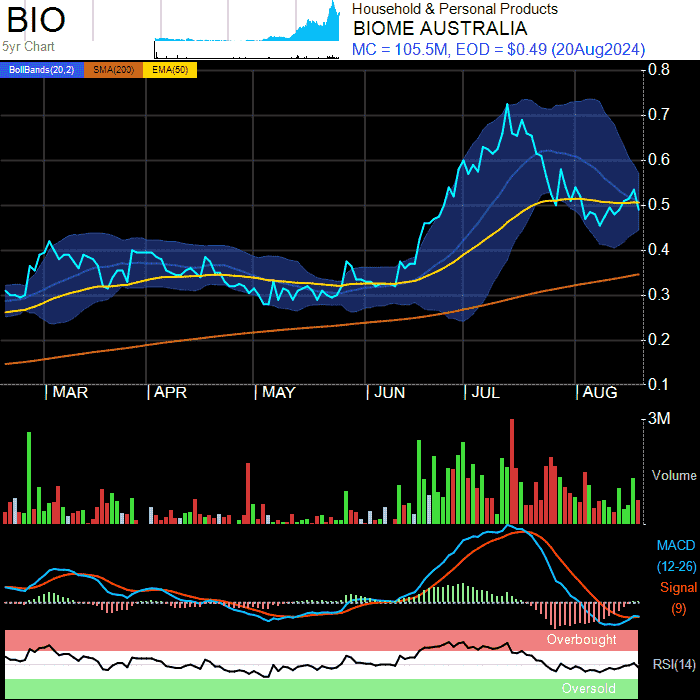 BIO
5yr Chart
Household & Personal Products
BIOME AUSTRALIA
MC = 105.5M, EOD = $0.49 (20Aug2024)
BollBands(20,2) SMA(200) EMA(50)
0.8
0.7
0.6
0.5
0.4
0.3
0.2
0.1
MAR APR MAY JUN JUL AUG
3M
Volume
MACD
(12-26)
Signal
(9)
Overbought
RSI(14)
Oversold